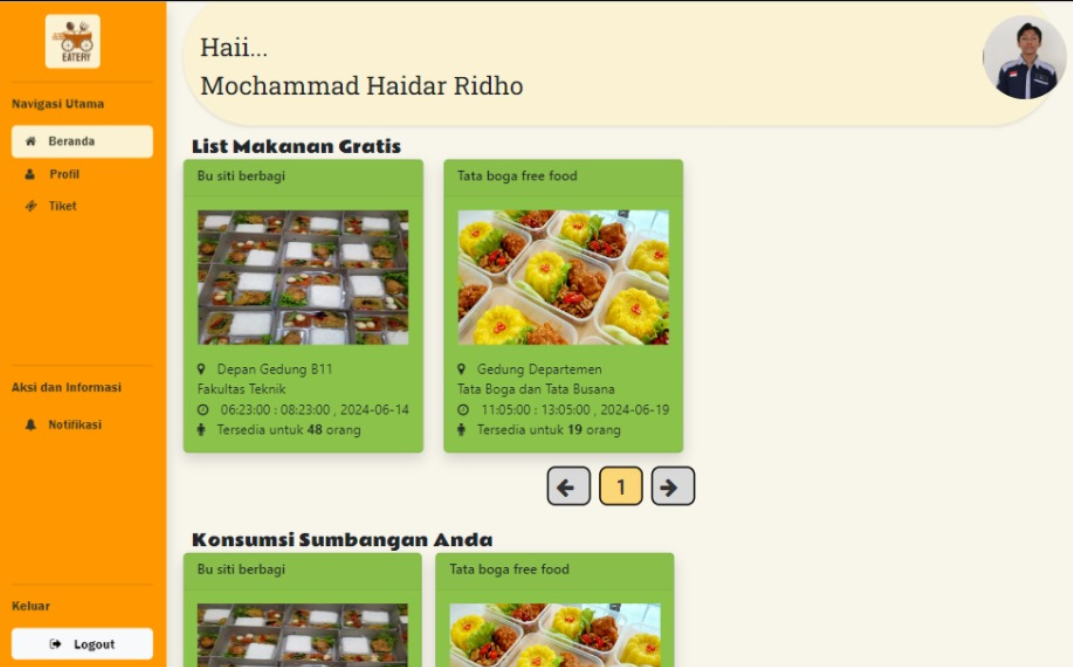 EATERY
Navigasi Utama
Beranda
Profil
Tiket
Aksi dan Informasi
Notifikasi
Keluar
Logout
Haii...
Mochammad Haidar Ridho
List Makanan Gratis
Bu siti berbagi
Depan Gedung B11
Fakultas Teknik
06:23:00 : 08:23:00 , 2024-06-14
Tersedia untuk 48 orang
Tata boga free food
Gedung Departemen
Tata Boga dan Tata Busana
11:05:00 : 13:05:00 , 2024-06-19
Tersedia untuk 19 orang
1
Konsumsi Sumbangan Anda
Bu siti berbagi
Tata boga free food